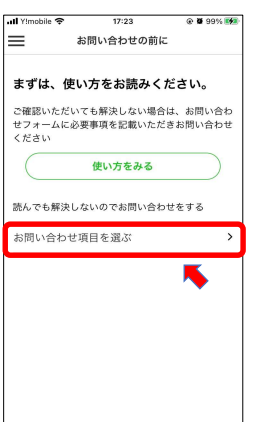 Y!mobile 17:23 99%
お問い合わせの前に
まずは、使い方をお読みください。
ご確認いただいても解決しない場合は、お問い合わ
せフォームに必要事項を記載いただきお問い合わせ
ください
使い方をみる
読んでも解決しないのでお問い合わせをする
お問い合わせ項目を選ぶ